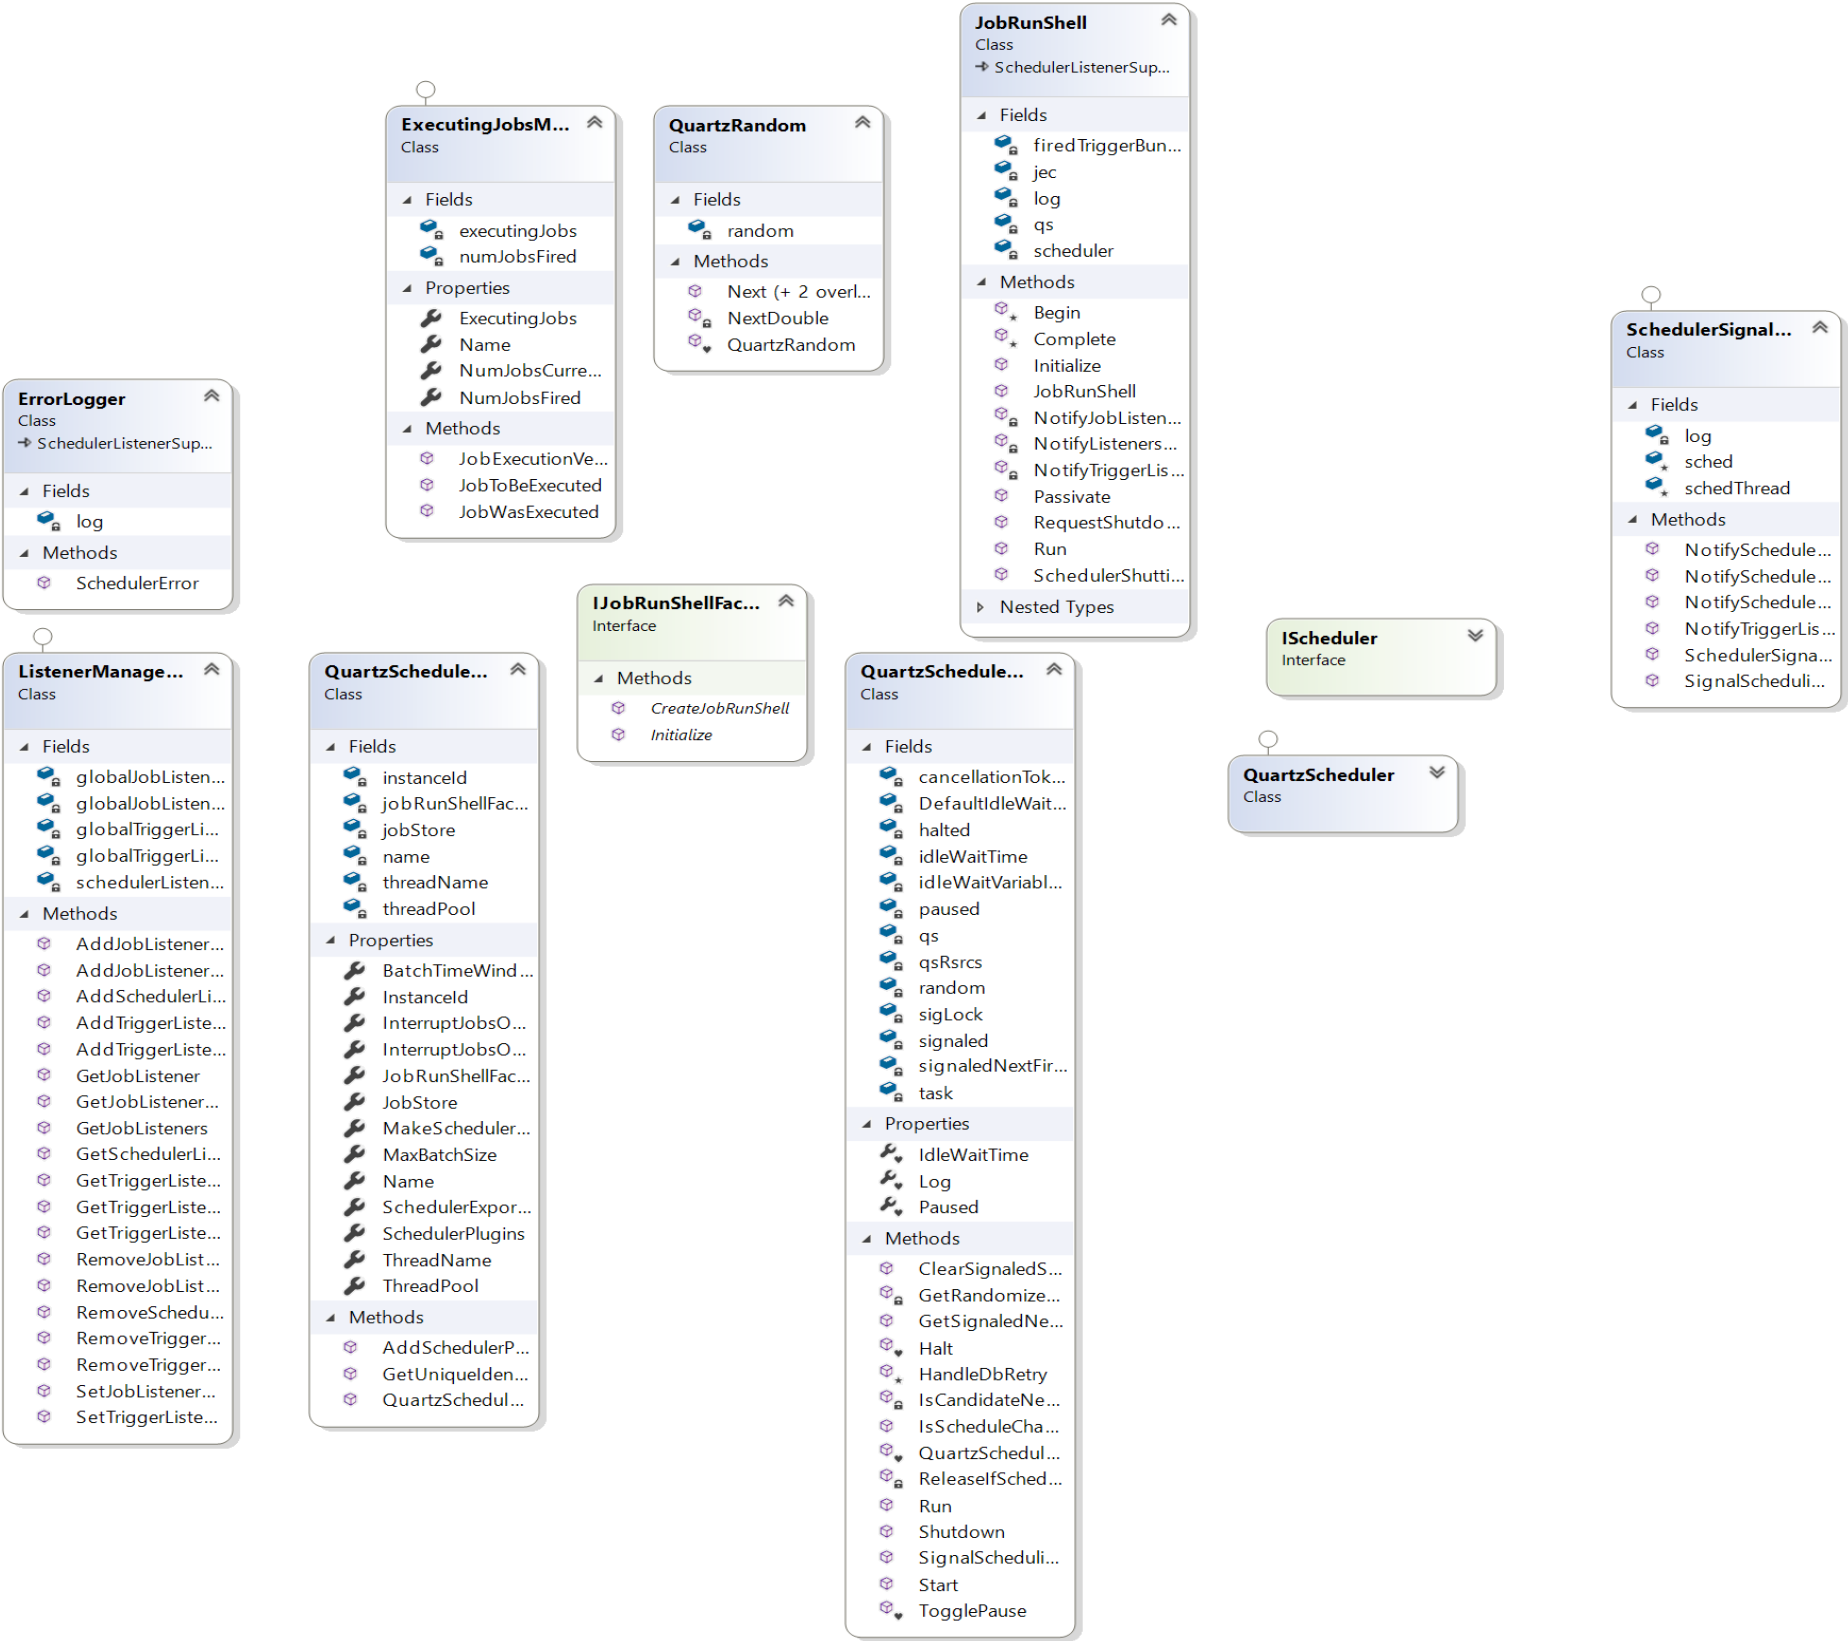 JobRunShell
Class
SchedulerListenerSup...
Fields
firedTriggerBun...
jec
log
qs
scheduler
Methods
Begin
Complete
Initialize
JobRunShell
NotifyJobListen...
NotifyListeners...
NotifyTriggerLis...
Passivate
RequestShutdo...
Run
SchedulerShutti...
Nested Types
ExecutingJobsM...
Class
Fields
executingJobs
numJobsFired
Properties
ExecutingJobs
Name
NumJobsCurre...
NumJobsFired
Methods
JobExecutionVe...
JobToBeExecuted
JobWasExecuted
QuartzRandom
Class
Fields
random
Methods
Next (+ 2 overl...
NextDouble
QuartzRandom
SchedulerSignal...
Class
Fields
log
sched
schedThread
Methods
NotifySchedule...
NotifySchedule...
NotifySchedule...
NotifyTriggerLis...
SchedulerSigna...
SignalScheduli...
ErrorLogger
Class
SchedulerListenerSup...
Fields
log
Methods
SchedulerError
IJobRunShellFac...
Interface
Methods
CreateJobRunShell
Initialize
IScheduler
Interface
ListenerManage...
Class
Fields
globalJobListen...
globalJobListen...
globalTriggerLi...
globalTriggerLi...
schedulerListen...
Methods
AddJobListener...
AddJobListener...
AddSchedulerLi...
AddTriggerListe...
AddTriggerListe...
GetJobListener
GetJobListener...
GetJobListeners
GetSchedulerLi...
GetTriggerListe...
GetTriggerListe...
GetTriggerListe...
RemoveJobList...
RemoveJobList...
RemoveSchedu...
RemoveTrigger...
RemoveTrigger...
SetJobListener...
SetTriggerListe...
QuartzSchedule...
Class
Fields
instanceId
jobRunShellFac...
jobStore
name
threadName
threadPool
Properties
BatchTimeWind...
InstanceId
InterruptJobsO...
InterruptJobsO...
JobRunShellFac...
JobStore
MakeScheduler...
MaxBatchSize
Name
SchedulerExpor...
SchedulerPlugins
ThreadName
ThreadPool
Methods
AddSchedulerP...
GetUniqueIden...
QuartzSchedul...
QuartzSchedule...
Class
Fields
cancellationTok...
DefaultIdleWait...
halted
idleWaitTime
idleWaitVariabl...
paused
qs
qsRsrcs
random
sigLock
signaled
signaledNextFir...
task
Properties
IdleWaitTime
Log
Paused
Methods
ClearSignaledS...
GetRandomize...
GetSignaledNe...
Halt
HandleDbRetry
IsCandidateNe...
IsScheduleCha...
QuartzSchedul...
ReleaseIfSched...
Run
Shutdown
SignalScheduli...
Start
TogglePause
QuartzScheduler
Class